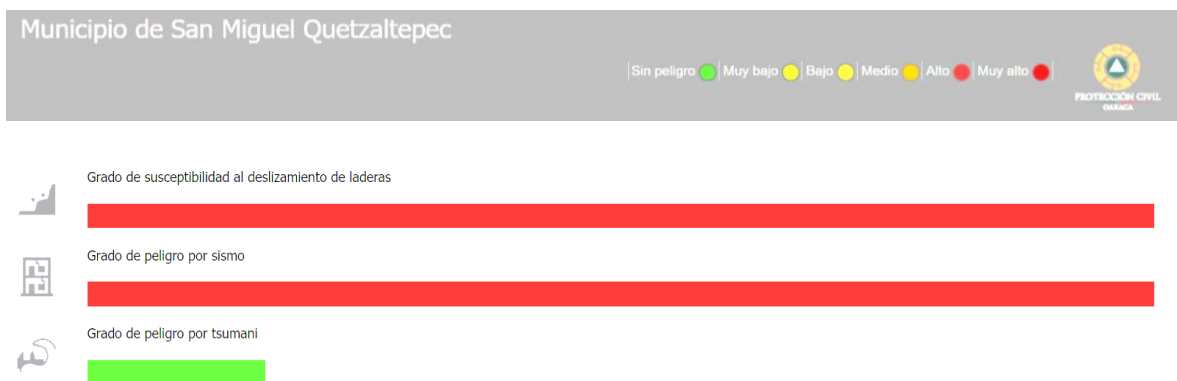 Municipio de San Miguel Quetzaltepec
Sin peligro Muy bajo Bajo Medio Alto Muy alto
PROTECCIÓN CIVIL
OAXACA
Grado de susceptibilidad al deslizamiento de laderas
Grado de peligro por sismo
Grado de peligro por tsumani